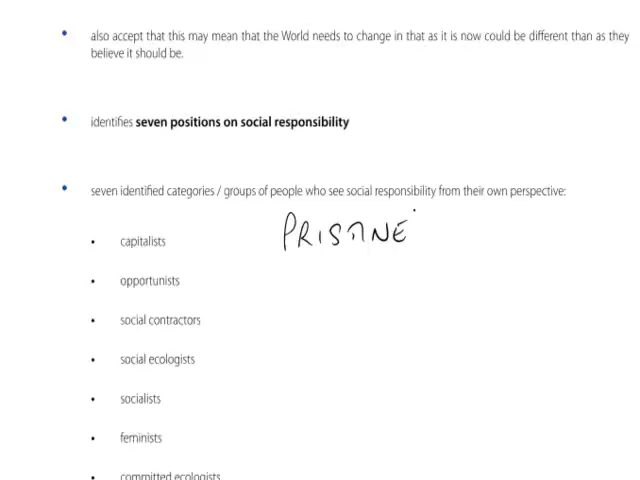 also accept that this may mean that the World needs to change in that as it is now could be different than as they
believe it should be.
identifies seven positions on social responsibility
seven identified categories / groups of people who see social responsibility from their own perspective:
PRISTINE
capitalists
opportunists
social contractors
social ecologists
socialists
feminists
committed ecologists